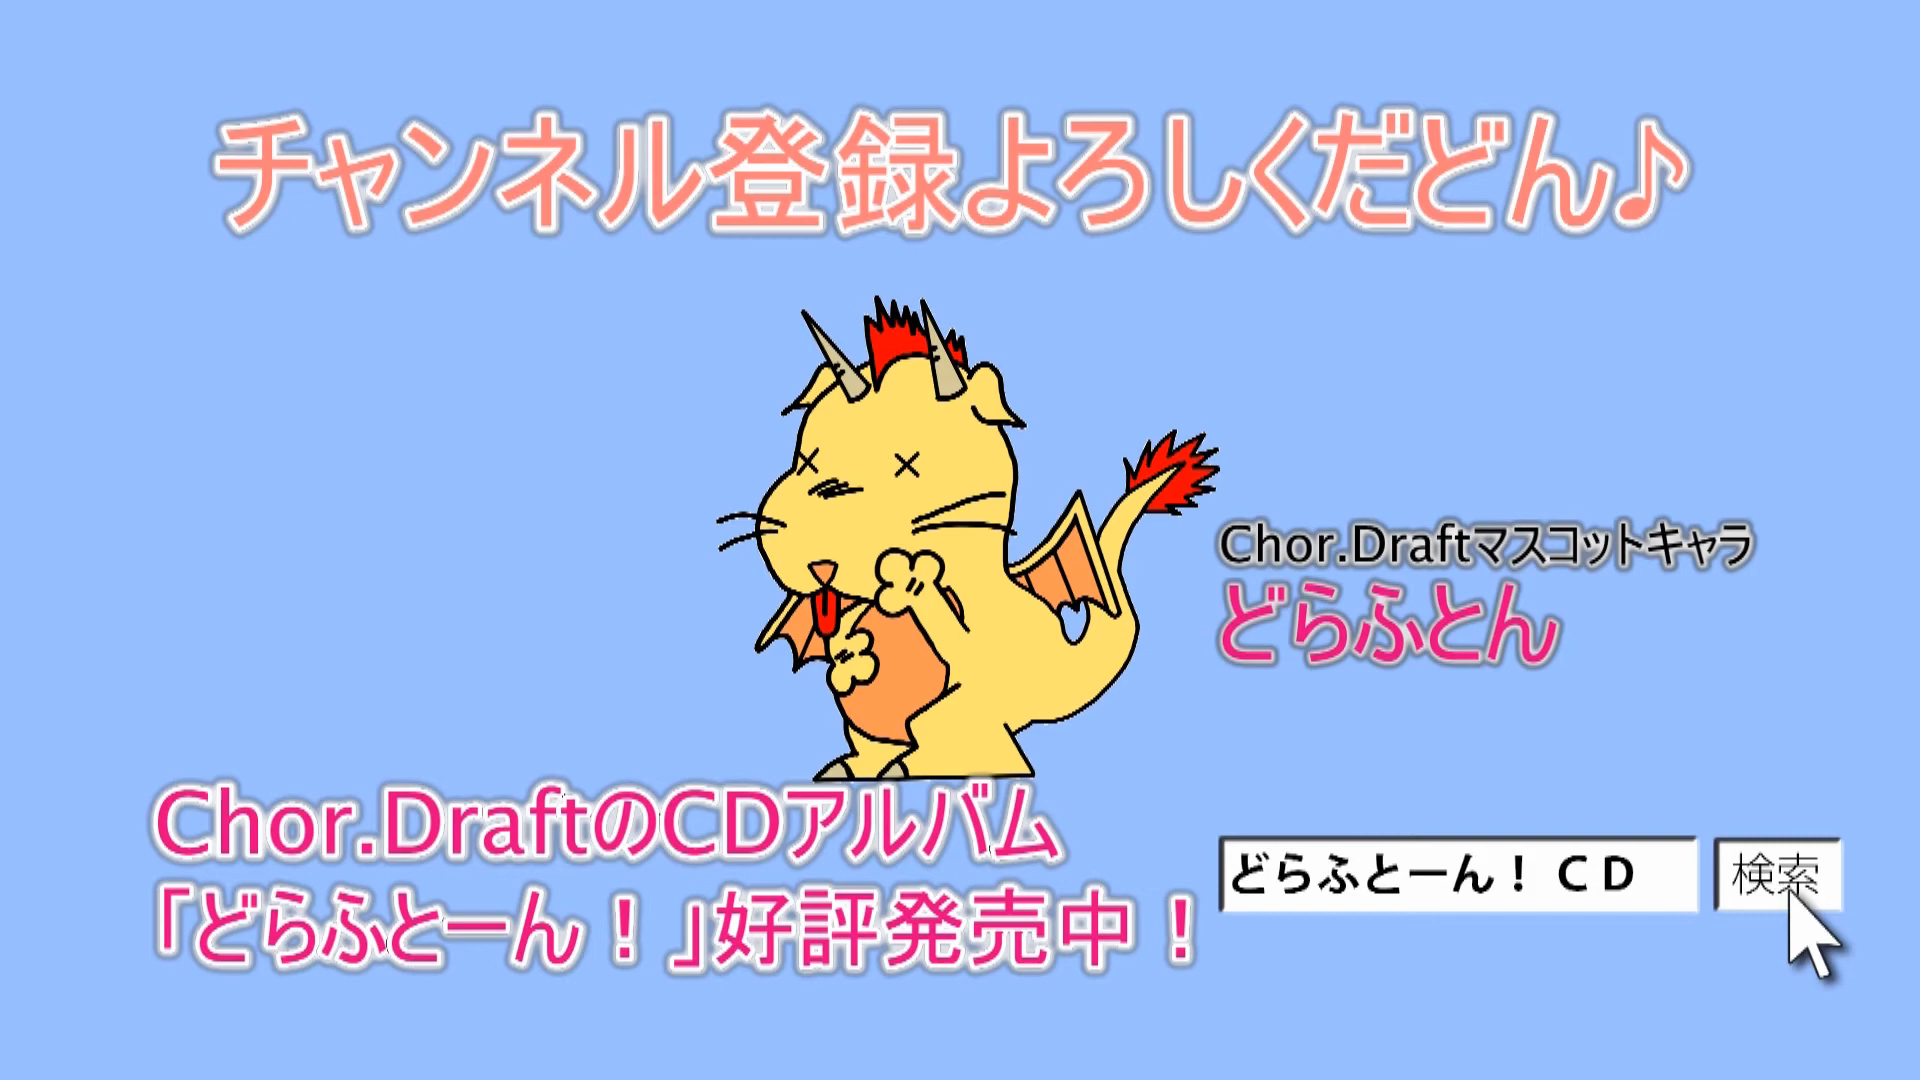 チャンネル登録よろしくだどん♪
Chor.Draftマスコットキャラ
どらふとん
Chor.DraftのCDアルバム
「どらふとーん！」好評発売中！
どらふとーん！ ＣＤ
検索